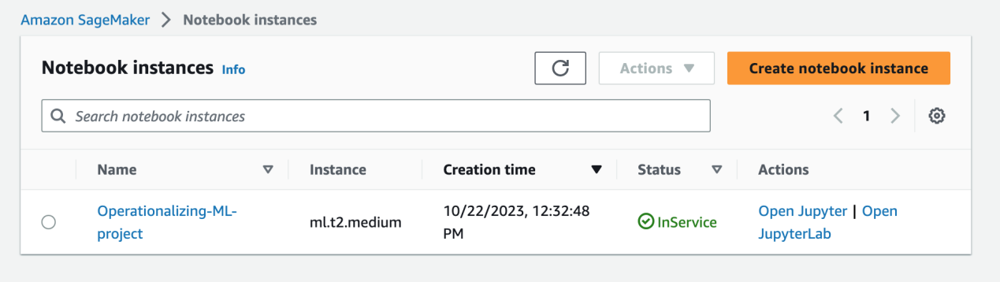 Amazon SageMaker > Notebook instances
Notebook instances Info
Actions
Create notebook instance
Search notebook instances
1
Name Instance Creation time Status Actions
Operationalizing-ML- 10/22/2023, 12:32:48 Open Jupyter | Open
ml.t2.medium InService
project PM JupyterLab